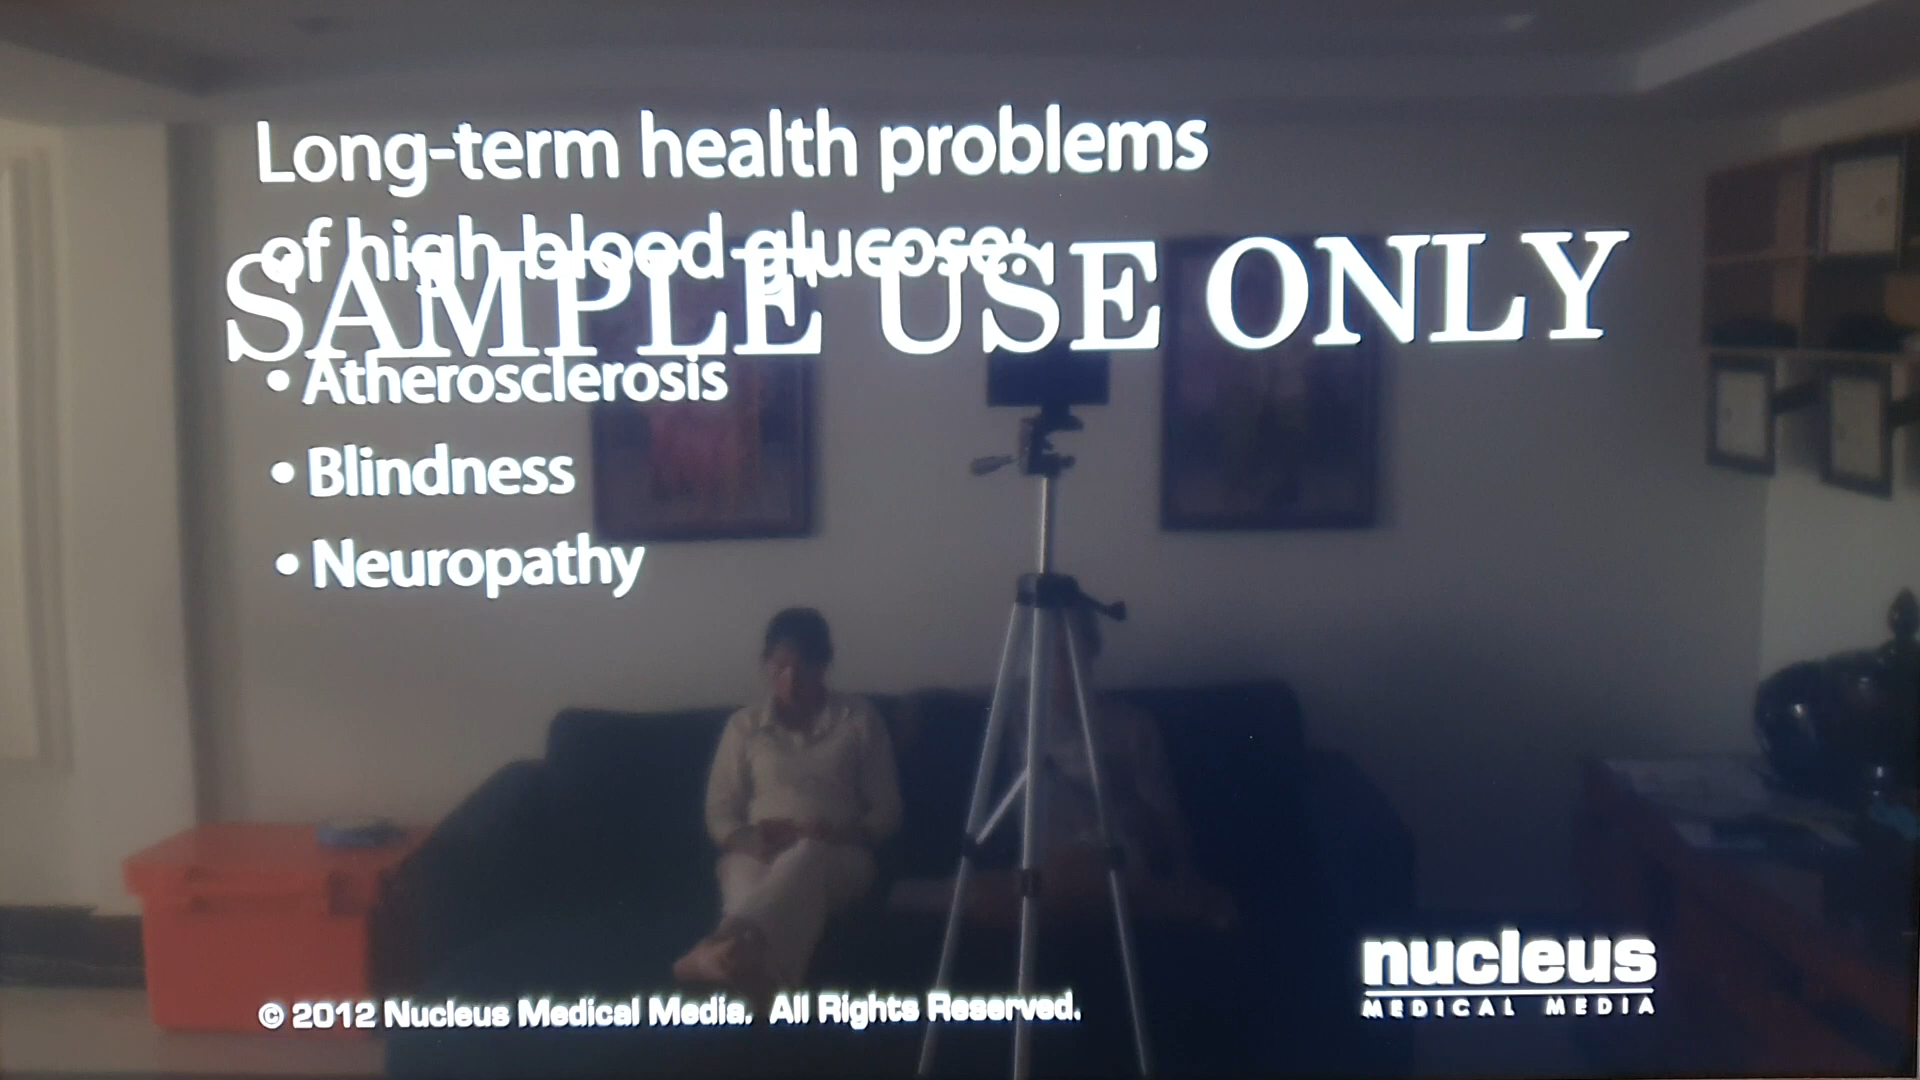 Long-term health problems
of high blood glucose:
SAMPLE USE ONLY
• Atherosclerosis
• Blindness
• Neuropathy
© 2012 Nucleus Medical Media. All Rights Reserved.
nucleus
MEDICAL MEDIA